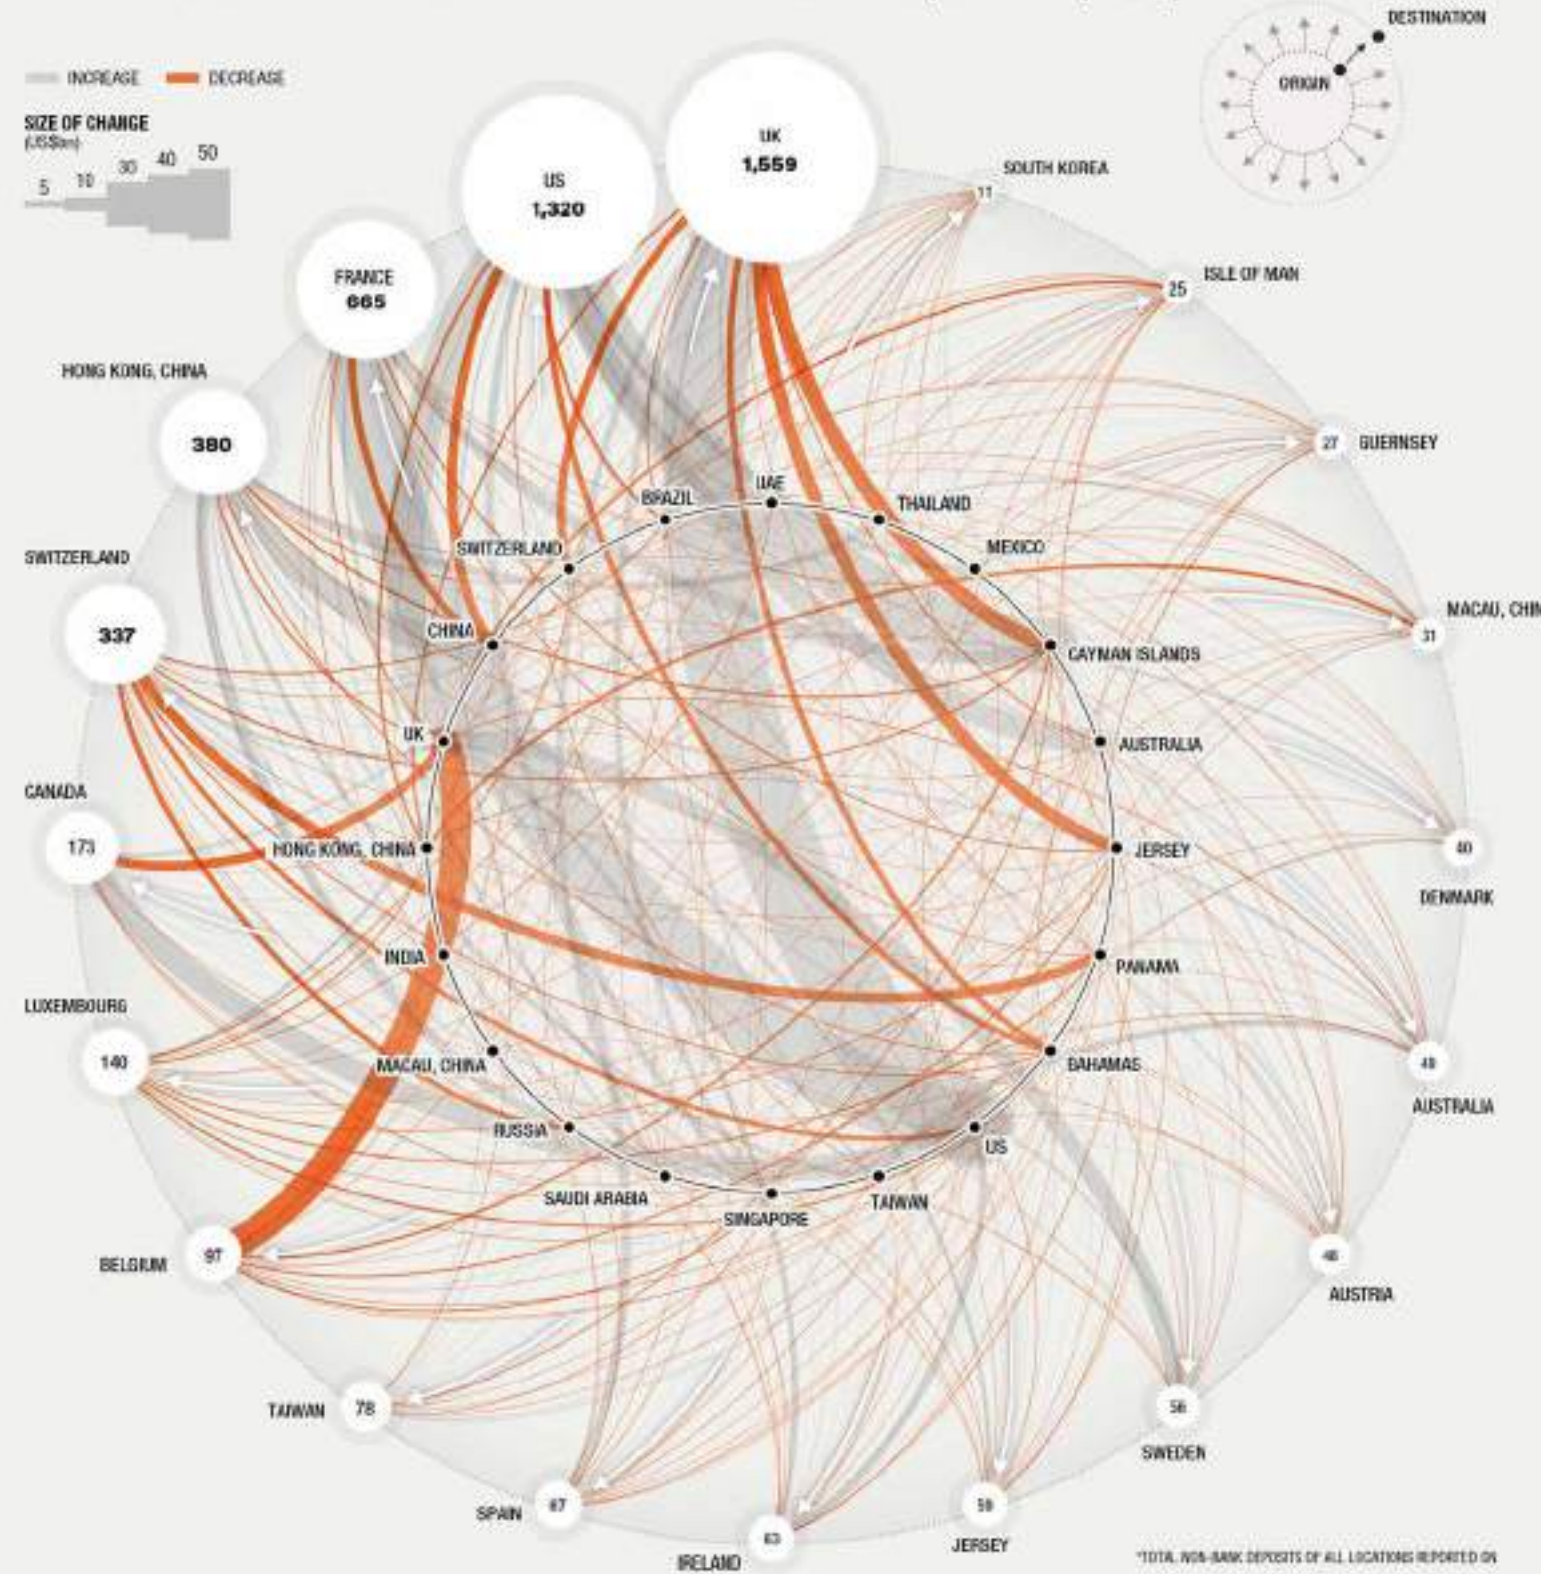 DESTINATION
ORIGIN
INCREASE
DECREASE
SIZE OF CHANGE
(US$bn)
5
10
30
40
50
UK
1,559
US
1,320
FRANCE
665
HONG KONG, CHINA
380
SWITZERLAND
337
CANADA
173
LUXEMBOURG
140
BELGIUM
97
TAIWAN
78
SPAIN
67
IRELAND
63
JERSEY
59
SWEDEN
56
AUSTRIA
AUSTRALIA
DENMARK
40
MACAU, CHIN
31
GUERNSEY
27
ISLE OF MAN
25
SOUTH KOREA
11
UAE
THAILAND
MEXICO
CAYMAN ISLANDS
AUSTRALIA
JERSEY
PANAMA
BAHAMAS
US
TAIWAN
SINGAPORE
SAUDI ARABIA
RUSSIA
MACAU, CHINA
INDIA
HONG KONG, CHINA
UK
CHINA
SWITZERLAND
BRAZIL
*TOTAL NON-BANK DEPOSITS OF ALL LOCATIONS REPORTED ON